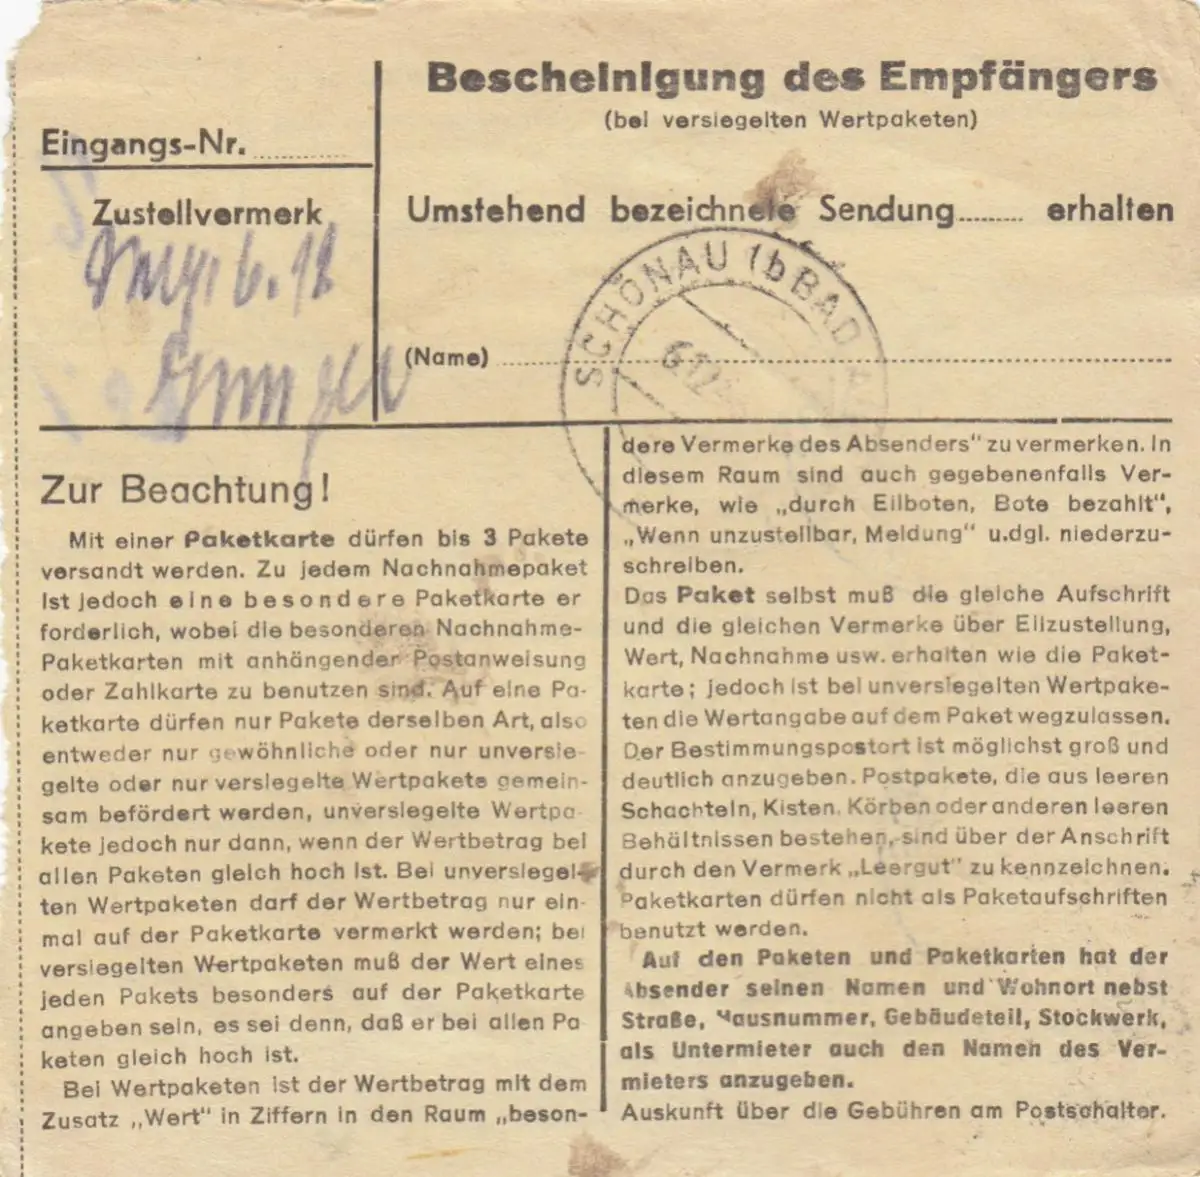 Eingangs-Nr.
Zustellvermerk
6.12
Bescheinigung des Empfängers
(bei versiegelten Wertpaketen)
Umstehend bezeichnete Sendung......... erhalten
(Name)
SCHÖNAU (b BAD
6.12.
Zur Beachtung!
Mit einer Paketkarte dürfen bis 3 Pakete
versandt werden. Zu jedem Nachnahmepaket
ist jedoch eine besondere Paketkarte er
forderlich, wobei die besonderen Nachnahme-
Paketkarten mit anhängender Postanweisung
oder Zahlkarte zu benutzen sind. Auf eine Pa-
ketkarte dürfen nur Pakete derselben Art, also
entweder nur gewöhnliche oder nur unversie-
gelte oder nur versiegelte Wertpakete gemein-
sam befördert werden, unversiegelte Wertpa-
kete jedoch nur dann, wenn der Wertbetrag bei
allen Paketen gleich hoch ist. Bei unversiegel-
ten Wertpaketen darf der Wertbetrag nur ein-
mal auf der Paketkarte vermerkt werden; bei
versiegelten Wertpaketen muß der Wert eines
jeden Pakets besonders auf der Paketkarte
angeben sein, es sei denn, daß er bei allen Pa
keten gleich hoch ist.
Bei Wertpaketen ist der Wertbetrag mit dem
Zusatz „Wert" in Ziffern in den Raum „beson-
dere Vermerke des Absenders" zu vermerken. In
diesem Raum sind auch gegebenenfalls Ver-
merke, wie „durch Eilboten, Bote bezahlt",
„Wenn unzustellbar, Meldung" u.dgl. niederzu-
schreiben.
Das Paket selbst muß die gleiche Aufschrift
und die gleichen Vermerke über Eilzustellung,
Wert, Nachnahme usw. erhalten wie die Paket-
karte; jedoch ist bei unversiegelten Wertpake-
ten die Wertangabe auf dem Paket wegzulassen.
Der Bestimmungspostort ist möglichst groß und
deutlich anzugeben. Postpakete, die aus leeren
Schachteln, Kisten, Körben oder anderen leeren
Behältnissen bestehen, sind über der Anschrift
durch den Vermerk „Leergut" zu kennzeichnen.
Paketkarten dürfen nicht als Paketaufschriften
benutzt werden.
Auf den Paketen und Paketkarten hat der
Absender seinen Namen und Wohnort nebst
Straße, Hausnummer, Gebäudeteil, Stockwerk,
als Untermieter auch den Namen des Ver-
mieters anzugeben.
Auskunft über die Gebühren am Postschalter.